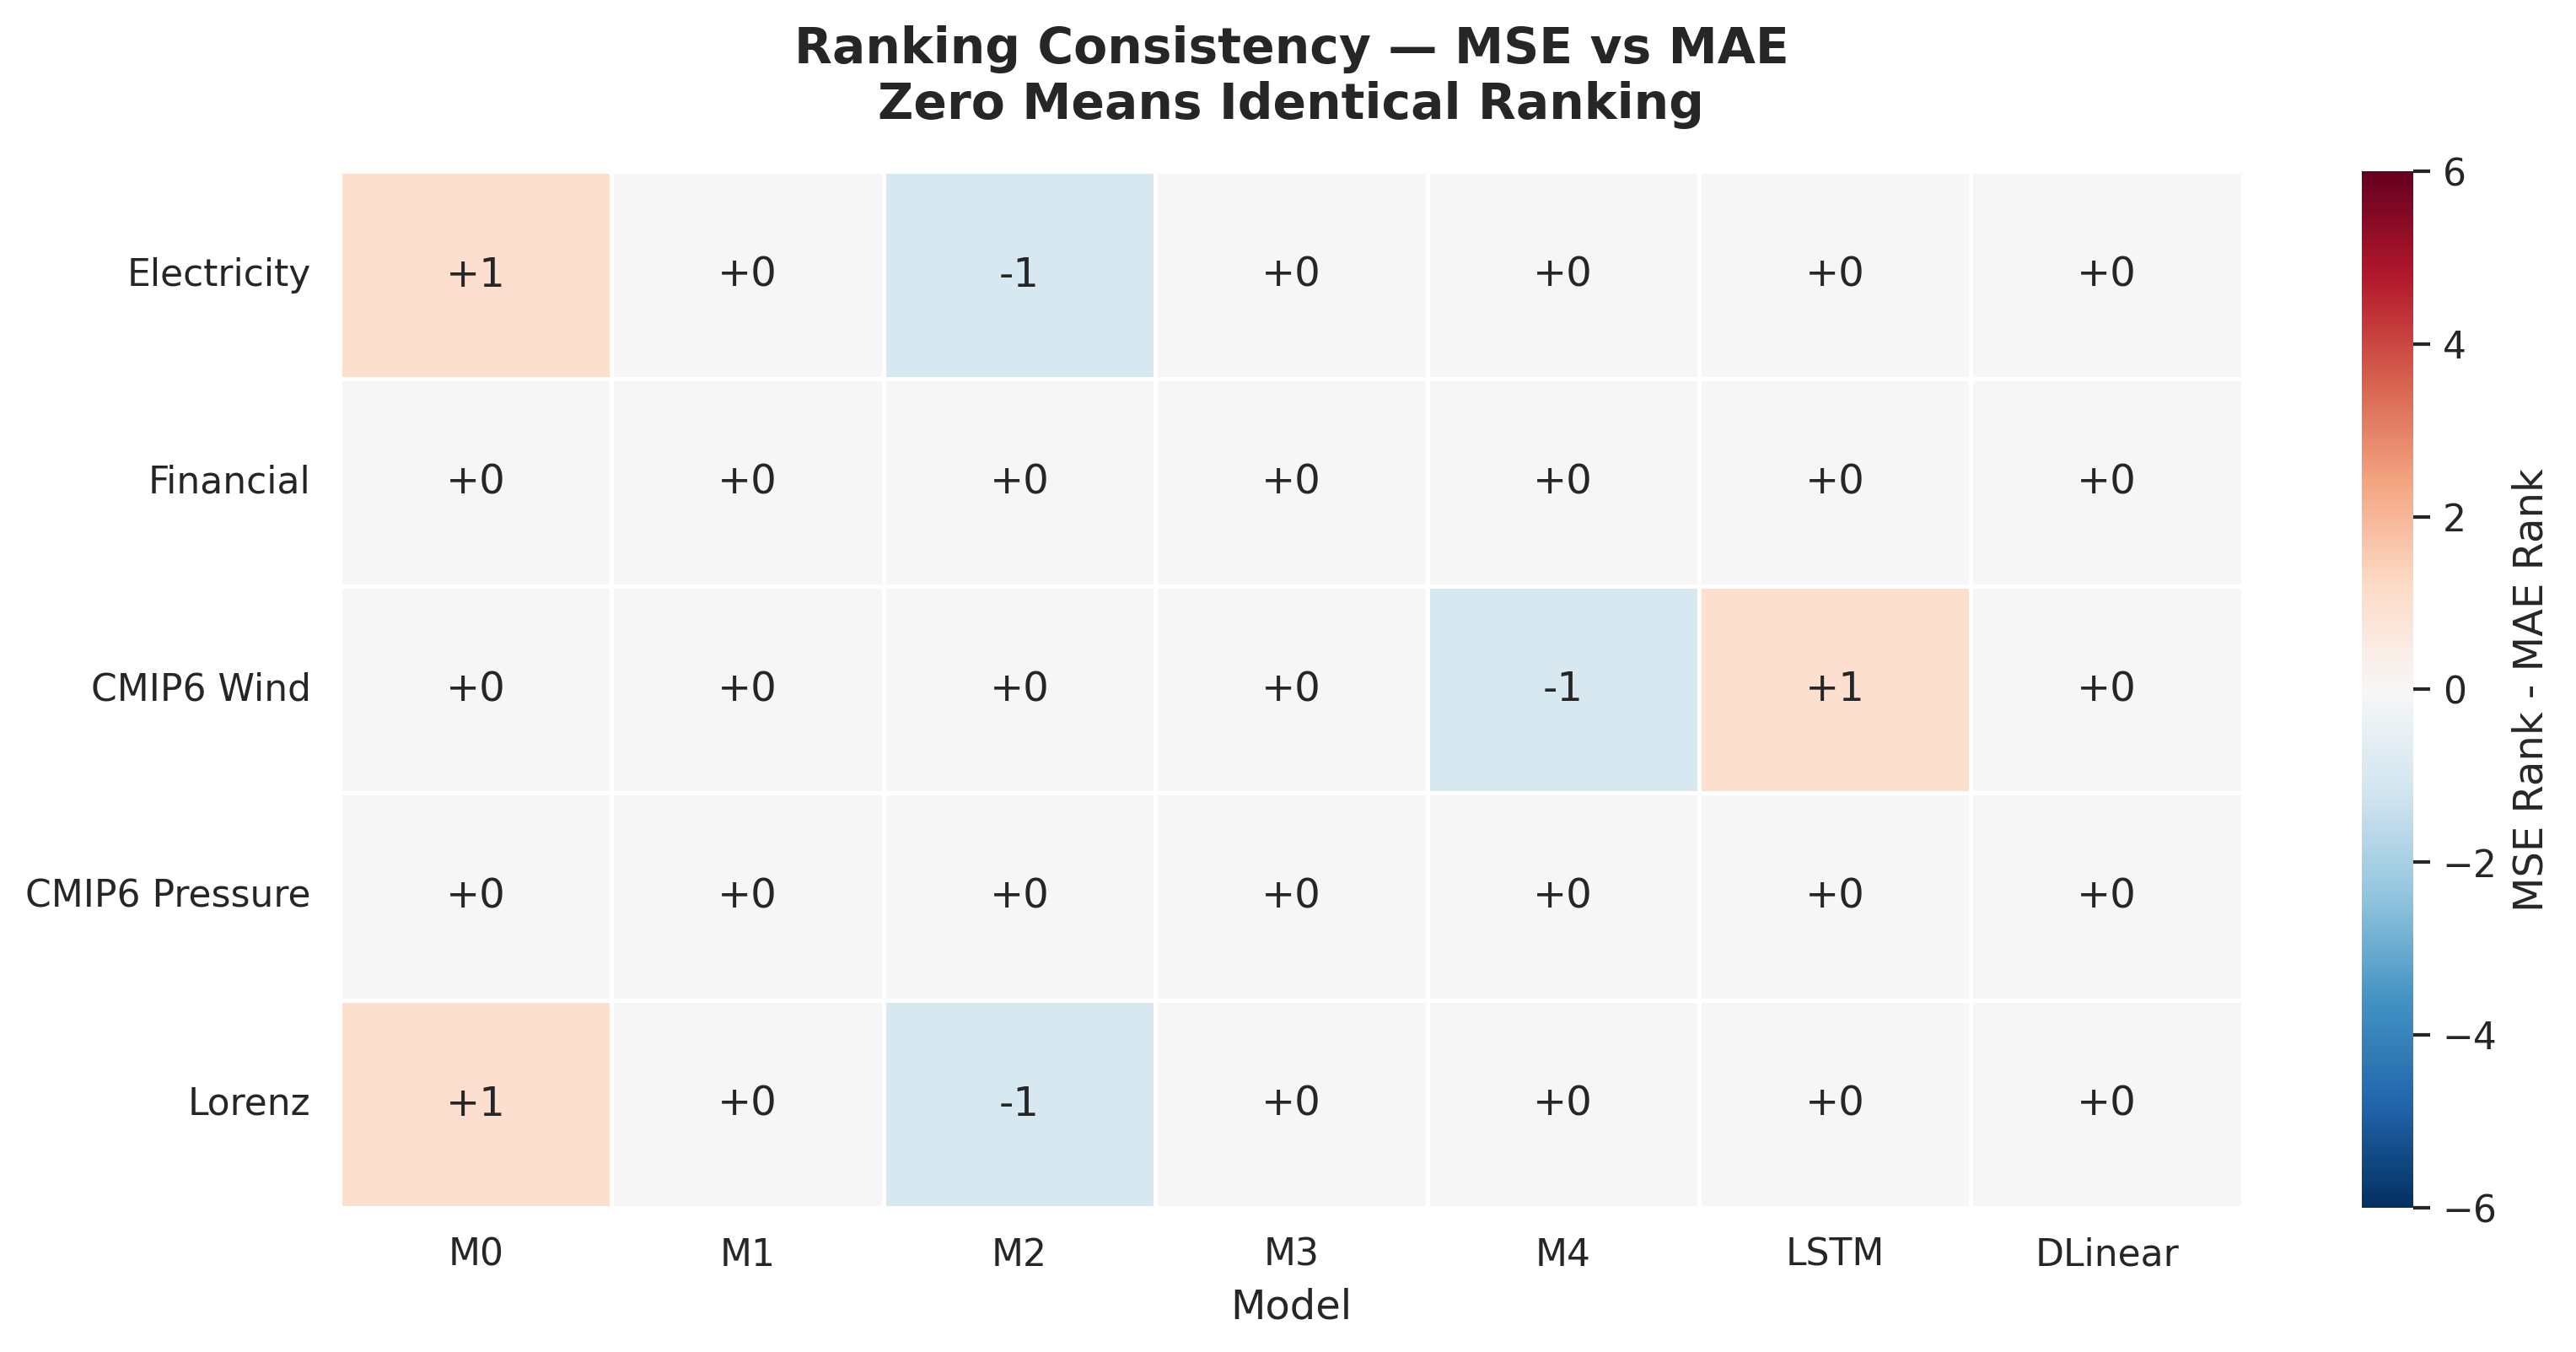 Ranking Consistency — MSE vs MAE
Zero Means Identical Ranking
Electricity +1 +0 -1 +0 +0 +0 +0
Financial +0 +0 +0 +0 +0 +0 +0
CMIP6 Wind +0 +0 +0 +0 -1 +1 +0
CMIP6 Pressure +0 +0 +0 +0 +0 +0 +0
Lorenz +1 +0 -1 +0 +0 +0 +0
M0 M1 M2 M3 M4 LSTM DLinear
Model
6
4
2
0
−2
−4
−6
MSE Rank - MAE Rank